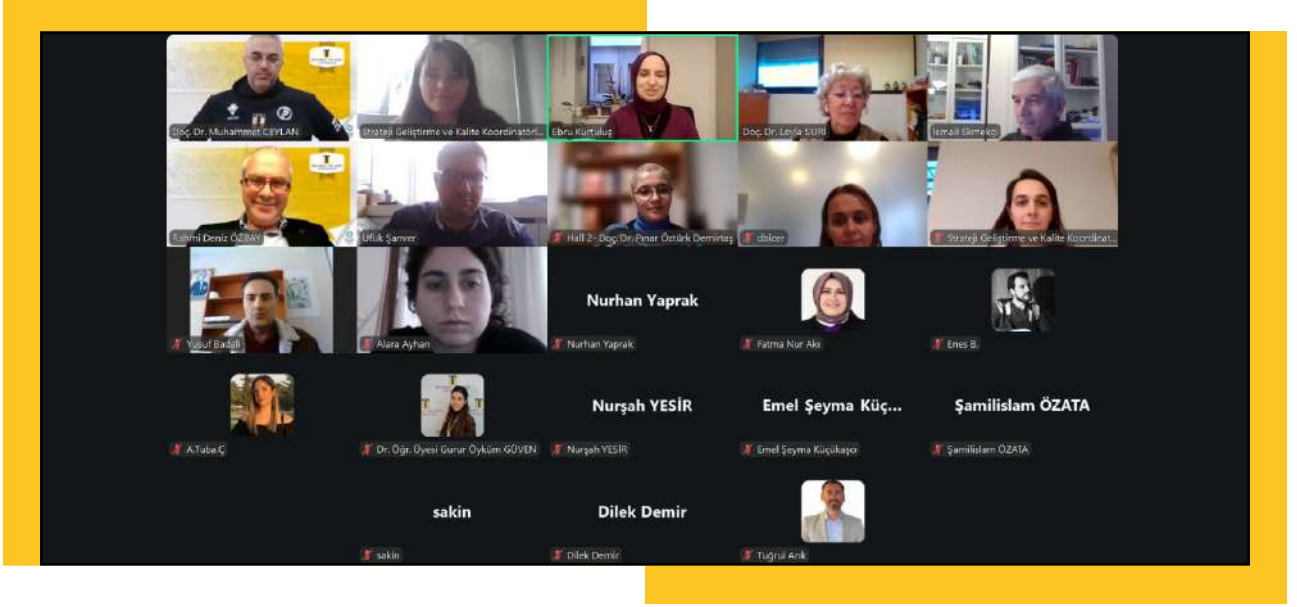 Doç. Dr. Muhammet CEYLAN
Strateji Geliştirme ve Kalite Koordinatörl...
Ebru Kurtuluş
Doç. Dr. Leyla SURİ
İsmail Ekmekçi
Rahmi Deniz ÖZBAY
Ufuk Şanver
Hall 2- Doç. Dr. Pınar Öztürk Demirtaş
dbicer
Strateji Geliştirme ve Kalite Koordinat...
Yusuf Badalı
Alara Ayhan
Nurhan Yaprak
Nurhan Yaprak
Fatma Nur Akı
Enes B.
A.Tuba.Ç
Dr. Öğr. Üyesi Gurur Öyküm GÜVEN
Nurşah YESİR
Nurşah YESİR
Emel Şeyma Küç...
Emel Şeyma Küçükaşcı
Şamilislam ÖZATA
Şamilislam ÖZATA
sakin
sakin
Dilek Demir
Dilek Demir
Tuğrul Arık